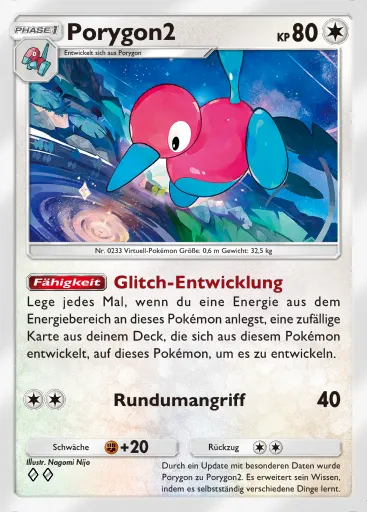 PHASE 1
Porygon2
KP 80
Entwickelt sich aus Porygon
Nr. 0233 Virtuell-Pokémon Größe: 0,6 m Gewicht: 32,5 kg
Fähigkeit Glitch-Entwicklung
Lege jedes Mal, wenn du eine Energie aus dem
Energiebereich an dieses Pokémon anlegst, eine zufällige
Karte aus deinem Deck, die sich aus diesem Pokémon
entwickelt, auf dieses Pokémon, um es zu entwickeln.
Rundumangriff 40
Schwäche +20 Rückzug
Illustr. Nagomi Nijo
Durch ein Update mit besonderen Daten wurde
Porygon zu Porygon2. Es erweitert sein Wissen,
indem es selbstständig verschiedene Dinge lernt.